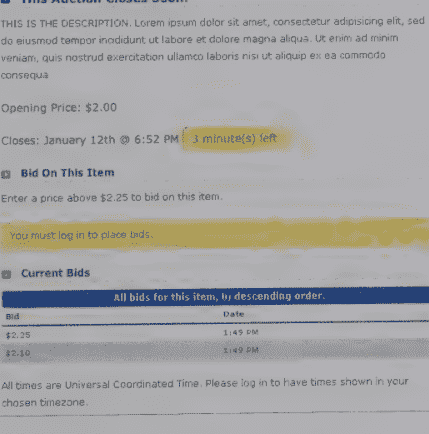 This Auction Closes Soon!
THIS IS THE DESCRIPTION. Lorem ipsum dolor sit amet, consectetur adipisicing elit, sed
do eiusmod tempor incididunt ut labore et dolore magna aliqua. Ut enim ad minim
veniam, quis nostrud exercitation ullamco laboris nisi ut aliquip ex ea commodo
consequa
Opening Price: $2.00
Closes: January 12th @ 6:52 PM 3 minute(s) left
Bid On This Item
Enter a price above $2.25 to bid on this item.
You must log in to place bids.
Current Bids
All bids for this item, by descending order.
Bid Date
$2.25 1:49 PM
$2.10 1:49 PM
All times are Universal Coordinated Time. Please log in to have times shown in your
chosen timezone.